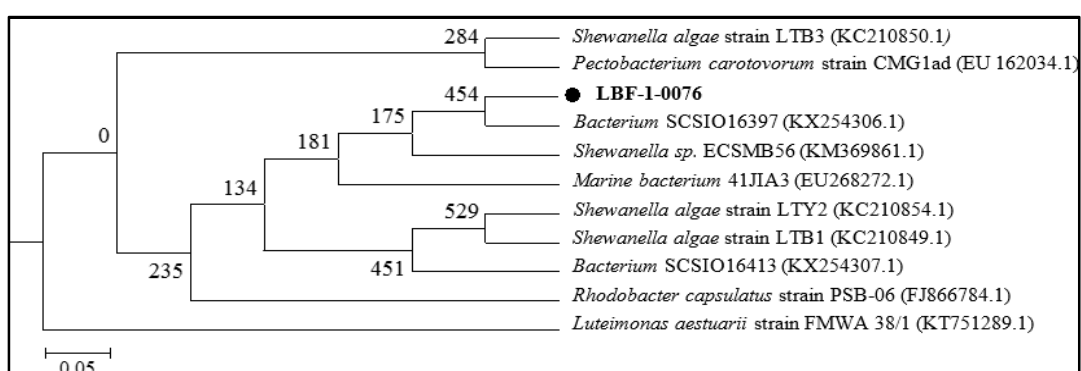 284
Shewanella algae strain LTB3 (KC210850.1)
Pectobacterium carotovorum strain CMG1ad (EU 162034.1)
454
LBF-1-0076
175
Bacterium SCSIO16397 (KX254306.1)
0
181
Shewanella sp. ECSMB56 (KM369861.1)
Marine bacterium 41JIA3 (EU268272.1)
134
529
Shewanella algae strain LTY2 (KC210854.1)
Shewanella algae strain LTB1 (KC210849.1)
235
451
Bacterium SCSIO16413 (KX254307.1)
Rhodobacter capsulatus strain PSB-06 (FJ866784.1)
Luteimonas aestuarii strain FMWA 38/1 (KT751289.1)
0.05